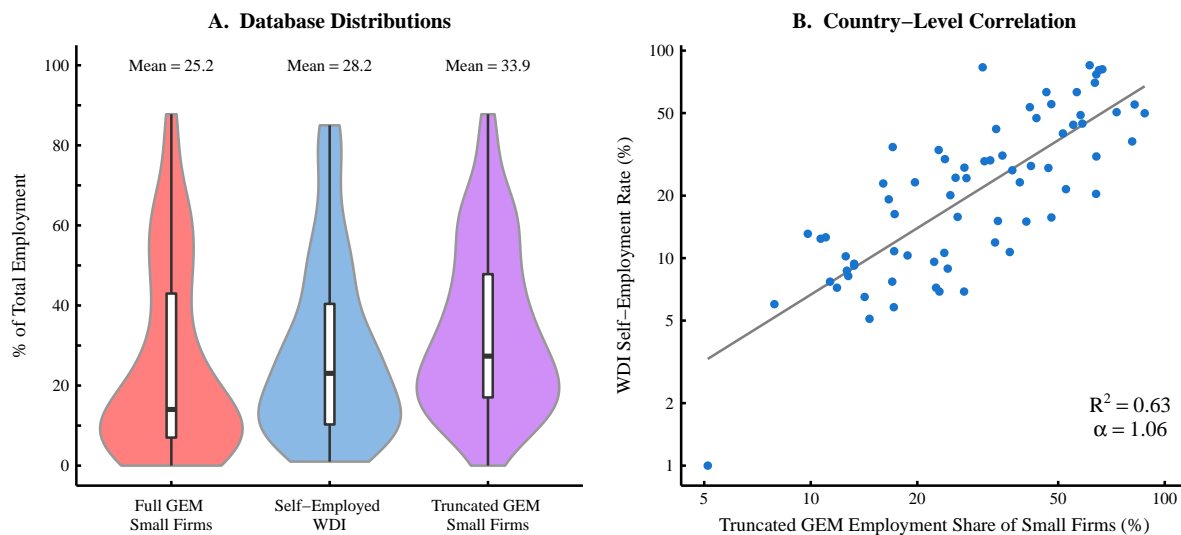 A. Database Distributions
Mean = 25.2
Mean = 28.2
Mean = 33.9
% of Total Employment
100
80
60
40
20
0
Full GEM
Small Firms
Self−Employed
WDI
Truncated GEM
Small Firms
B. Country−Level Correlation
WDI Self−Employment Rate (%)
100
50
20
10
5
2
1
R² = 0.63
α = 1.06
5
10
20
50
100
Truncated GEM Employment Share of Small Firms (%)